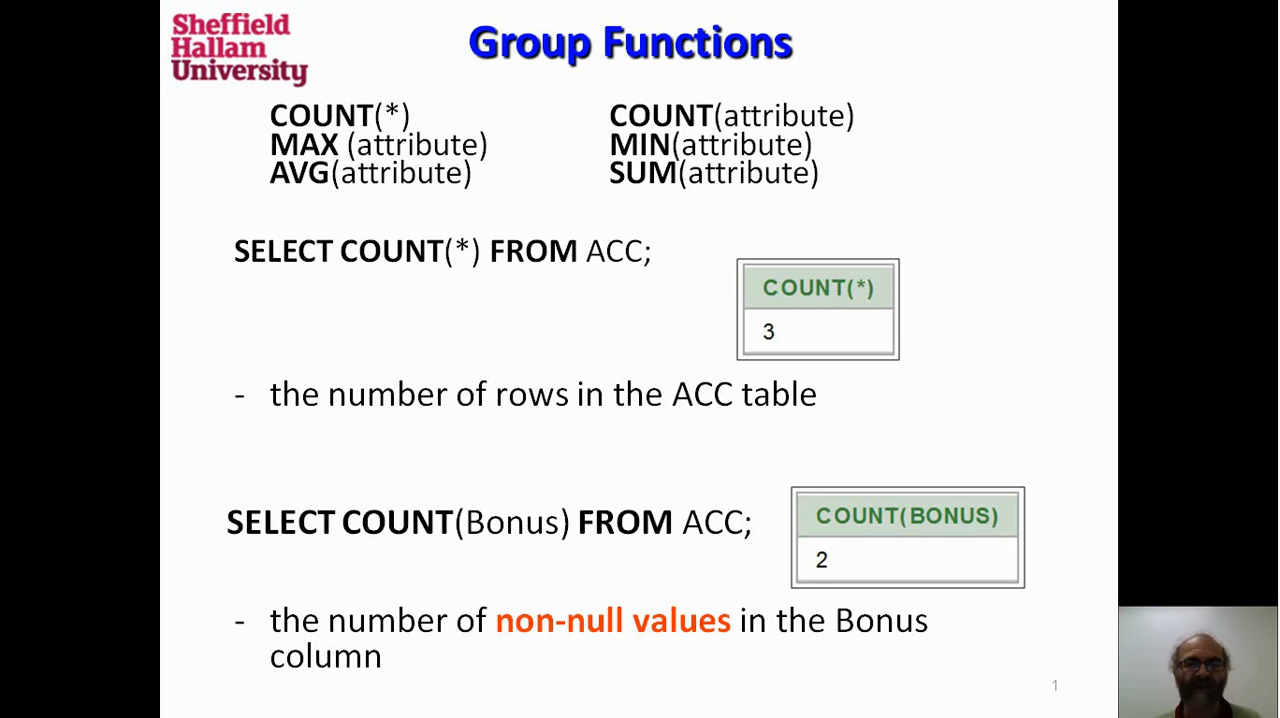 Sheffield
Hallam
University
Group Functions
COUNT(*) COUNT(attribute)
MAX (attribute) MIN(attribute)
AVG(attribute) SUM(attribute)
SELECT COUNT(*) FROM ACC;
COUNT(*)
3
- the number of rows in the ACC table
SELECT COUNT(Bonus) FROM ACC;
COUNT(BONUS)
2
- the number of non-null values in the Bonus
column
1